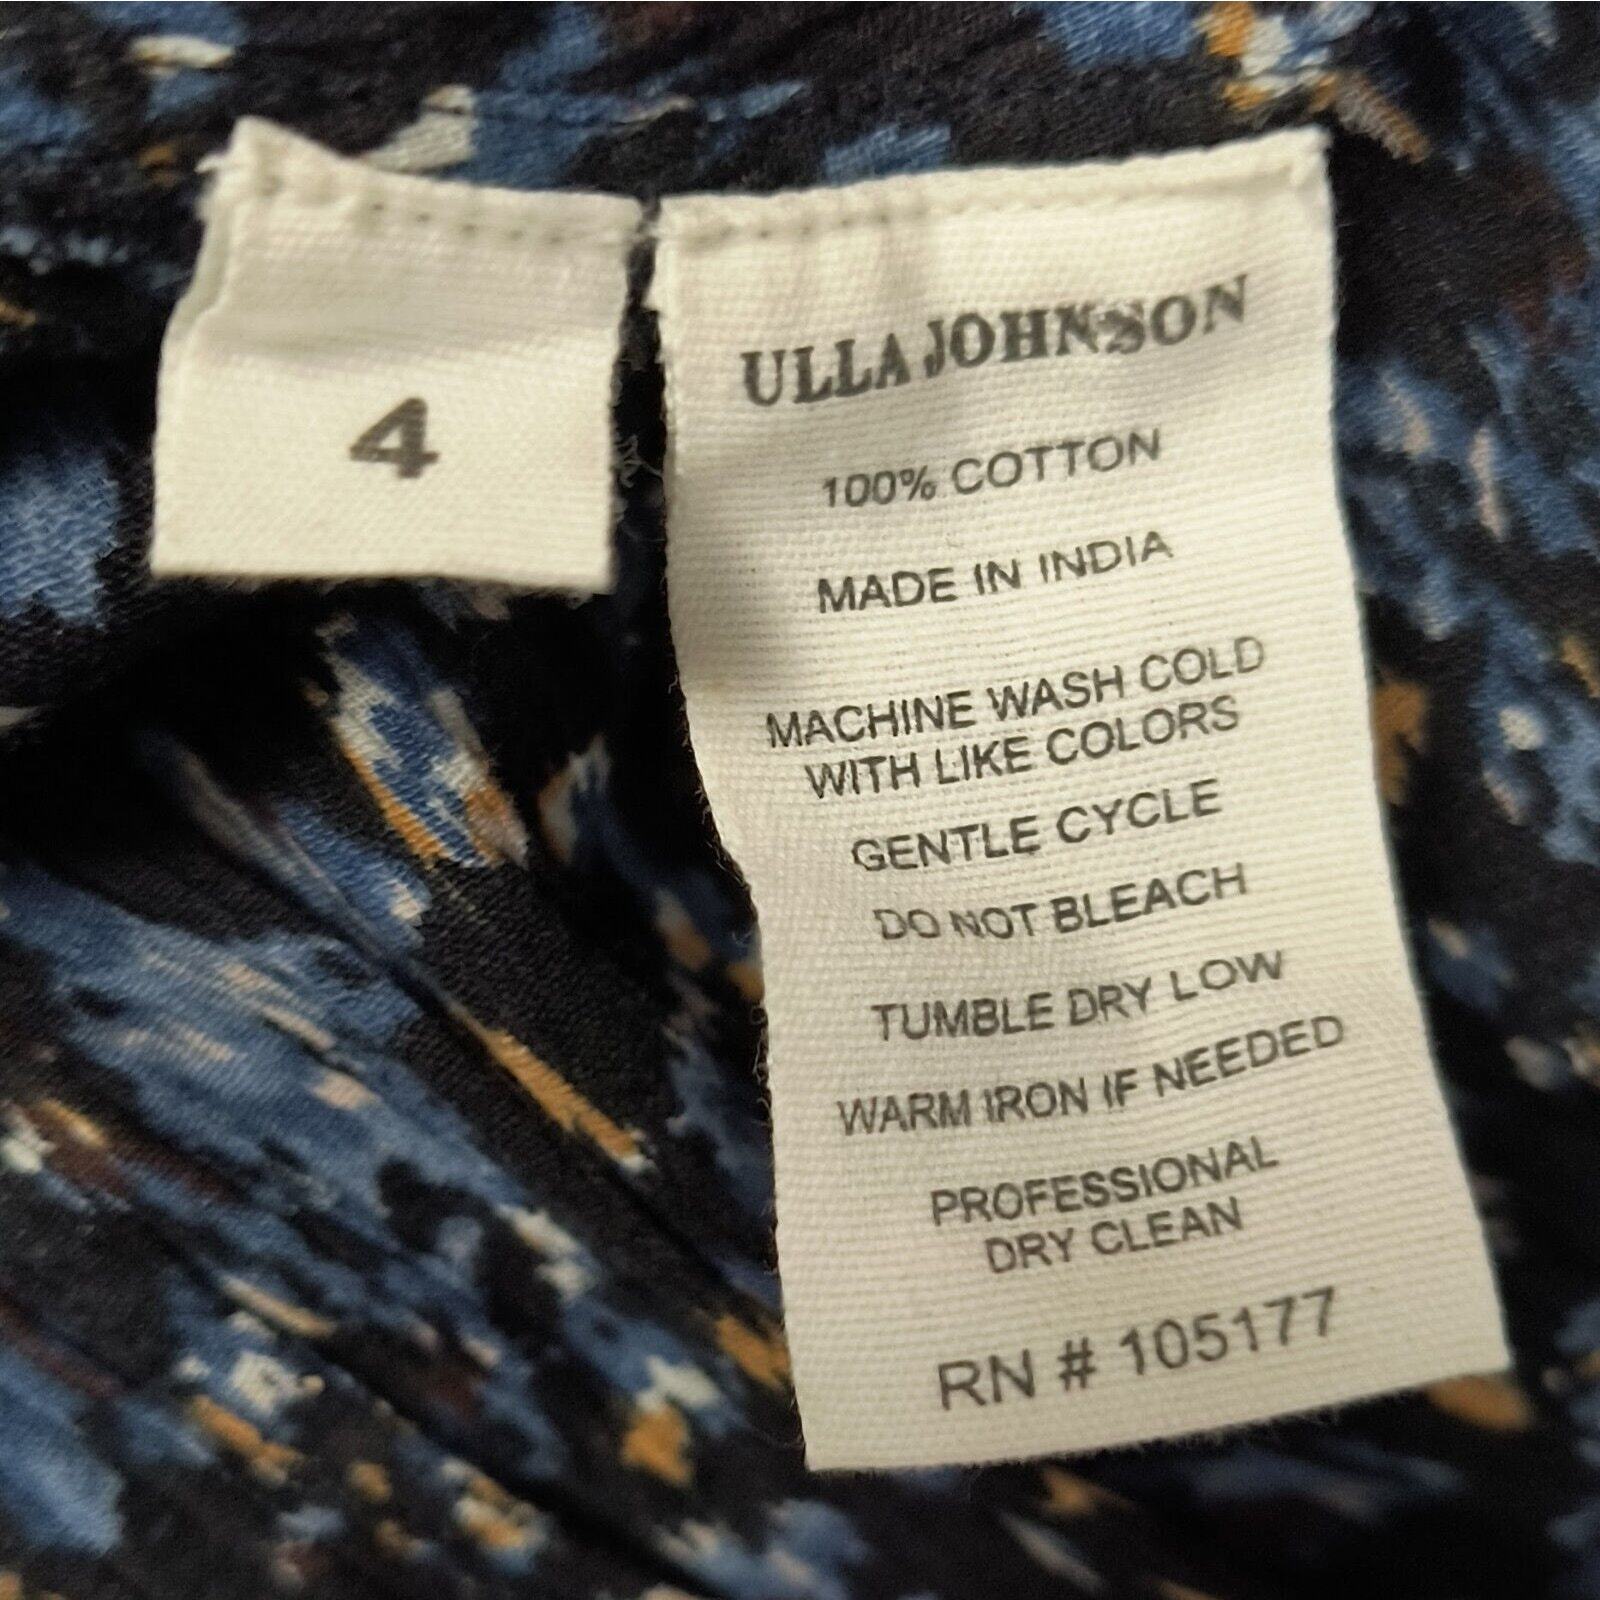 4
ULLA JOHNSON
100% COTTON
MADE IN INDIA
MACHINE WASH COLD
WITH LIKE COLORS
GENTLE CYCLE
DO NOT BLEACH
TUMBLE DRY LOW
WARM IRON IF NEEDED
PROFESSIONAL
DRY CLEAN
RN # 105177